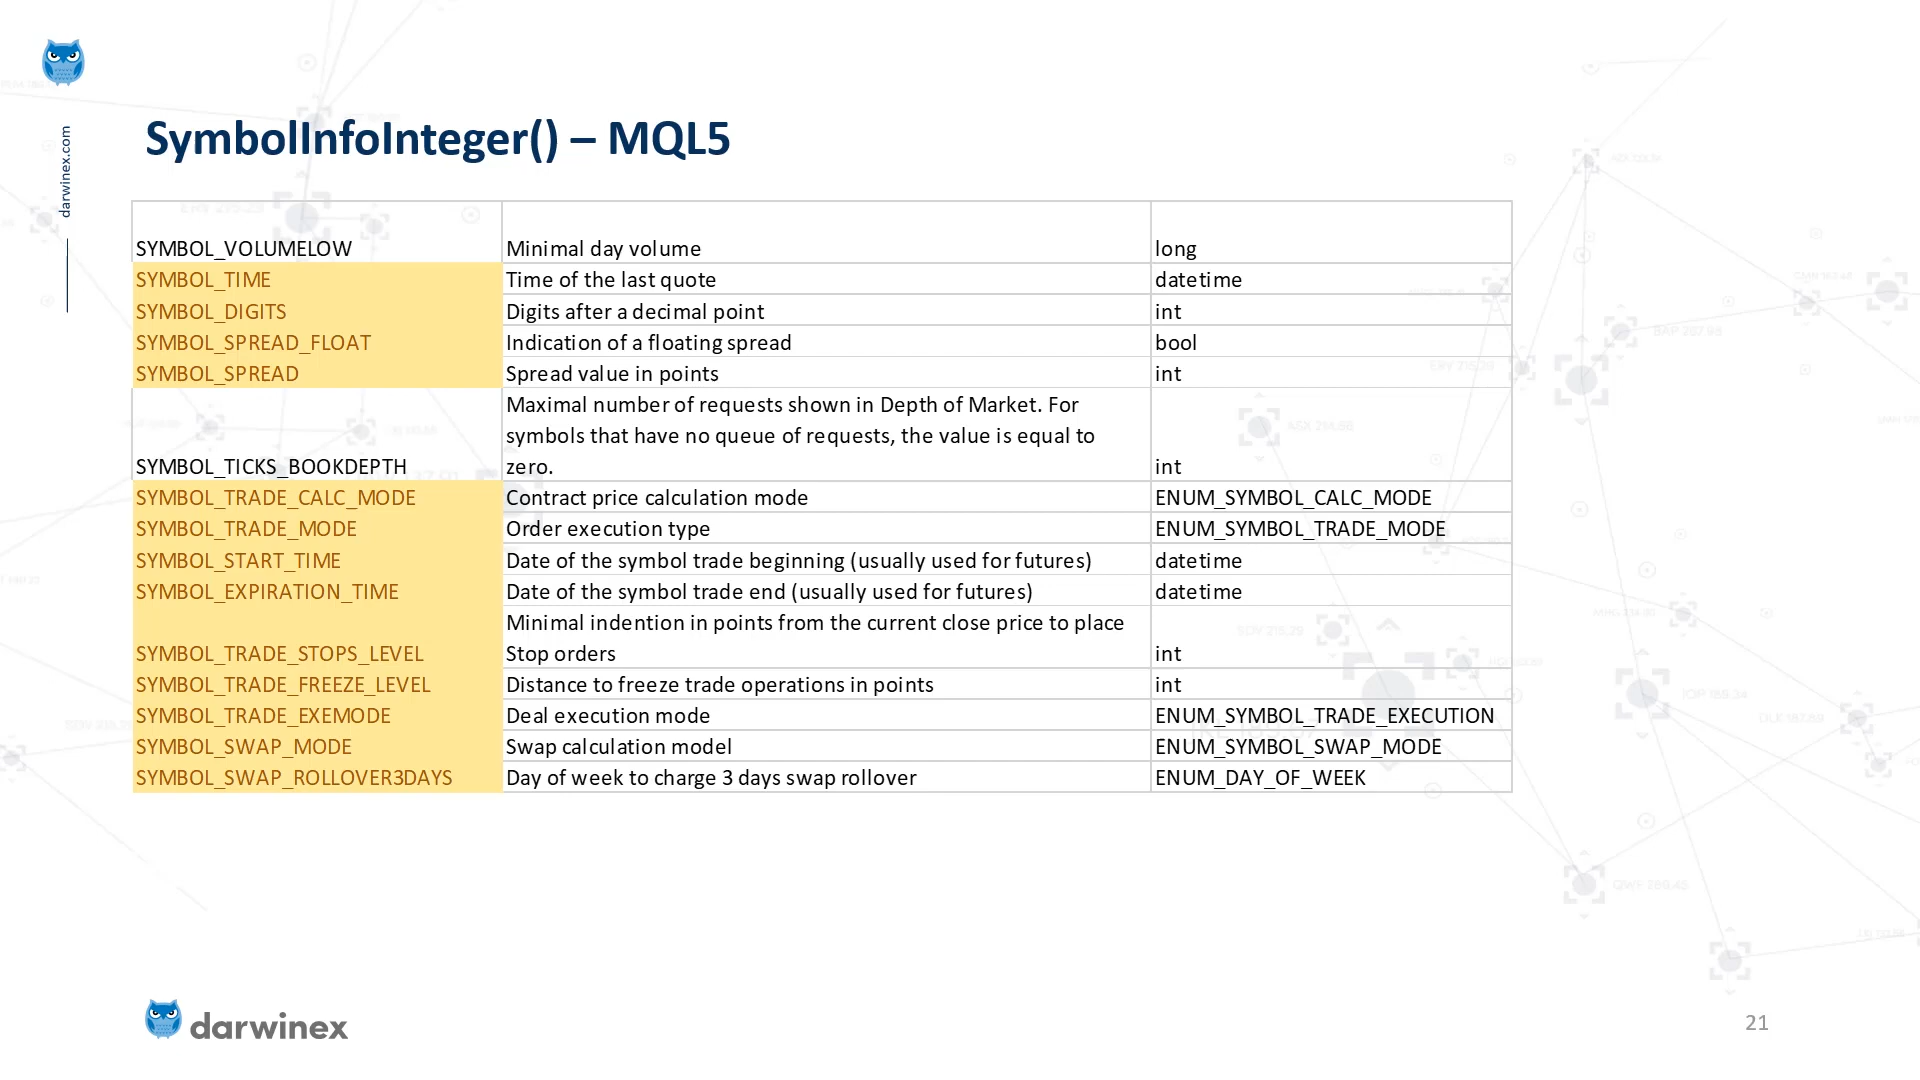 darwinex.com
SymbolInfoInteger() – MQL5
SYMBOL_VOLUMELOW Minimal day volume long
SYMBOL_TIME Time of the last quote datetime
SYMBOL_DIGITS Digits after a decimal point int
SYMBOL_SPREAD_FLOAT Indication of a floating spread bool
SYMBOL_SPREAD Spread value in points int
Maximal number of requests shown in Depth of Market. For
symbols that have no queue of requests, the value is equal to
SYMBOL_TICKS_BOOKDEPTH zero. int
SYMBOL_TRADE_CALC_MODE Contract price calculation mode ENUM_SYMBOL_CALC_MODE
SYMBOL_TRADE_MODE Order execution type ENUM_SYMBOL_TRADE_MODE
SYMBOL_START_TIME Date of the symbol trade beginning (usually used for futures) datetime
SYMBOL_EXPIRATION_TIME Date of the symbol trade end (usually used for futures) datetime
Minimal indention in points from the current close price to place
SYMBOL_TRADE_STOPS_LEVEL Stop orders int
SYMBOL_TRADE_FREEZE_LEVEL Distance to freeze trade operations in points int
SYMBOL_TRADE_EXEMODE Deal execution mode ENUM_SYMBOL_TRADE_EXECUTION
SYMBOL_SWAP_MODE Swap calculation model ENUM_SYMBOL_SWAP_MODE
SYMBOL_SWAP_ROLLOVER3DAYS Day of week to charge 3 days swap rollover ENUM_DAY_OF_WEEK
darwinex
21